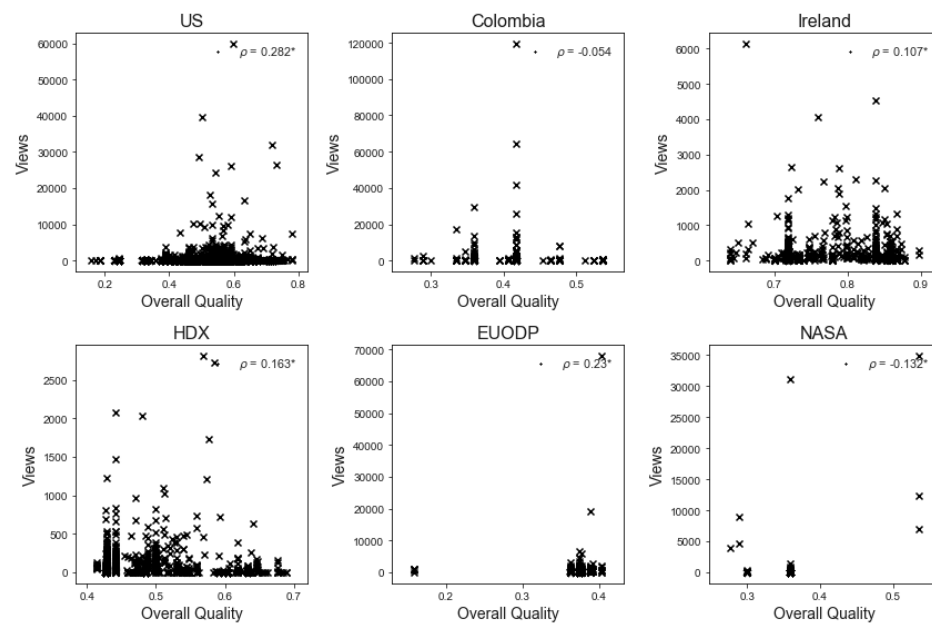 US
ρ = 0.282*
60000
50000
40000
30000
20000
10000
0
Views
0.2 0.4 0.6 0.8
Overall Quality
Colombia
ρ = -0.054
120000
100000
80000
60000
40000
20000
0
Views
0.3 0.4 0.5
Overall Quality
Ireland
ρ = 0.107*
6000
5000
4000
3000
2000
1000
0
Views
0.7 0.8 0.9
Overall Quality
HDX
ρ = 0.163*
2500
2000
1500
1000
500
0
Views
0.4 0.5 0.6 0.7
Overall Quality
EUODP
ρ = 0.23*
70000
60000
50000
40000
30000
20000
10000
0
Views
0.2 0.3 0.4
Overall Quality
NASA
ρ = -0.132*
35000
30000
25000
20000
15000
10000
5000
0
Views
0.3 0.4 0.5
Overall Quality